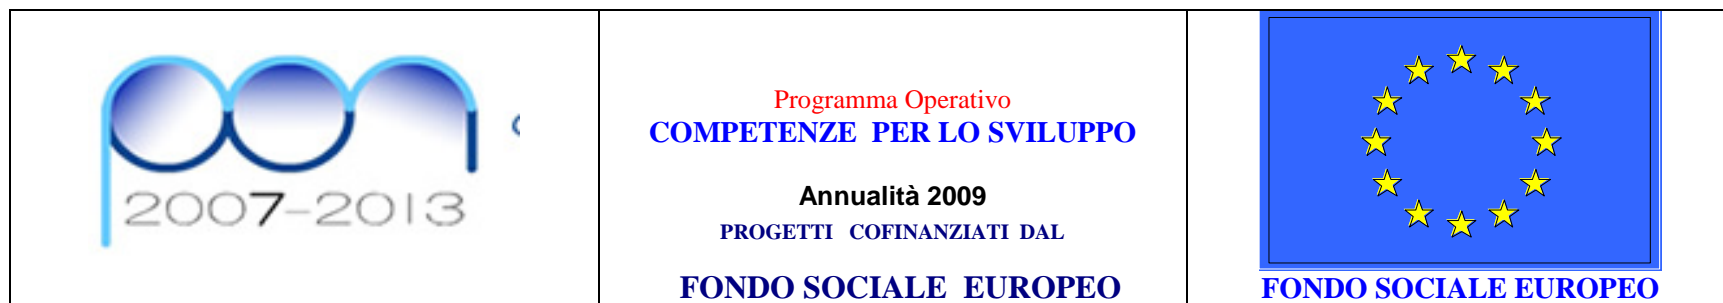 pon
2007-2013
Programma Operativo
COMPETENZE PER LO SVILUPPO
Annualità 2009
PROGETTI COFINANZIATI DAL
FONDO SOCIALE EUROPEO
FONDO SOCIALE EUROPEO